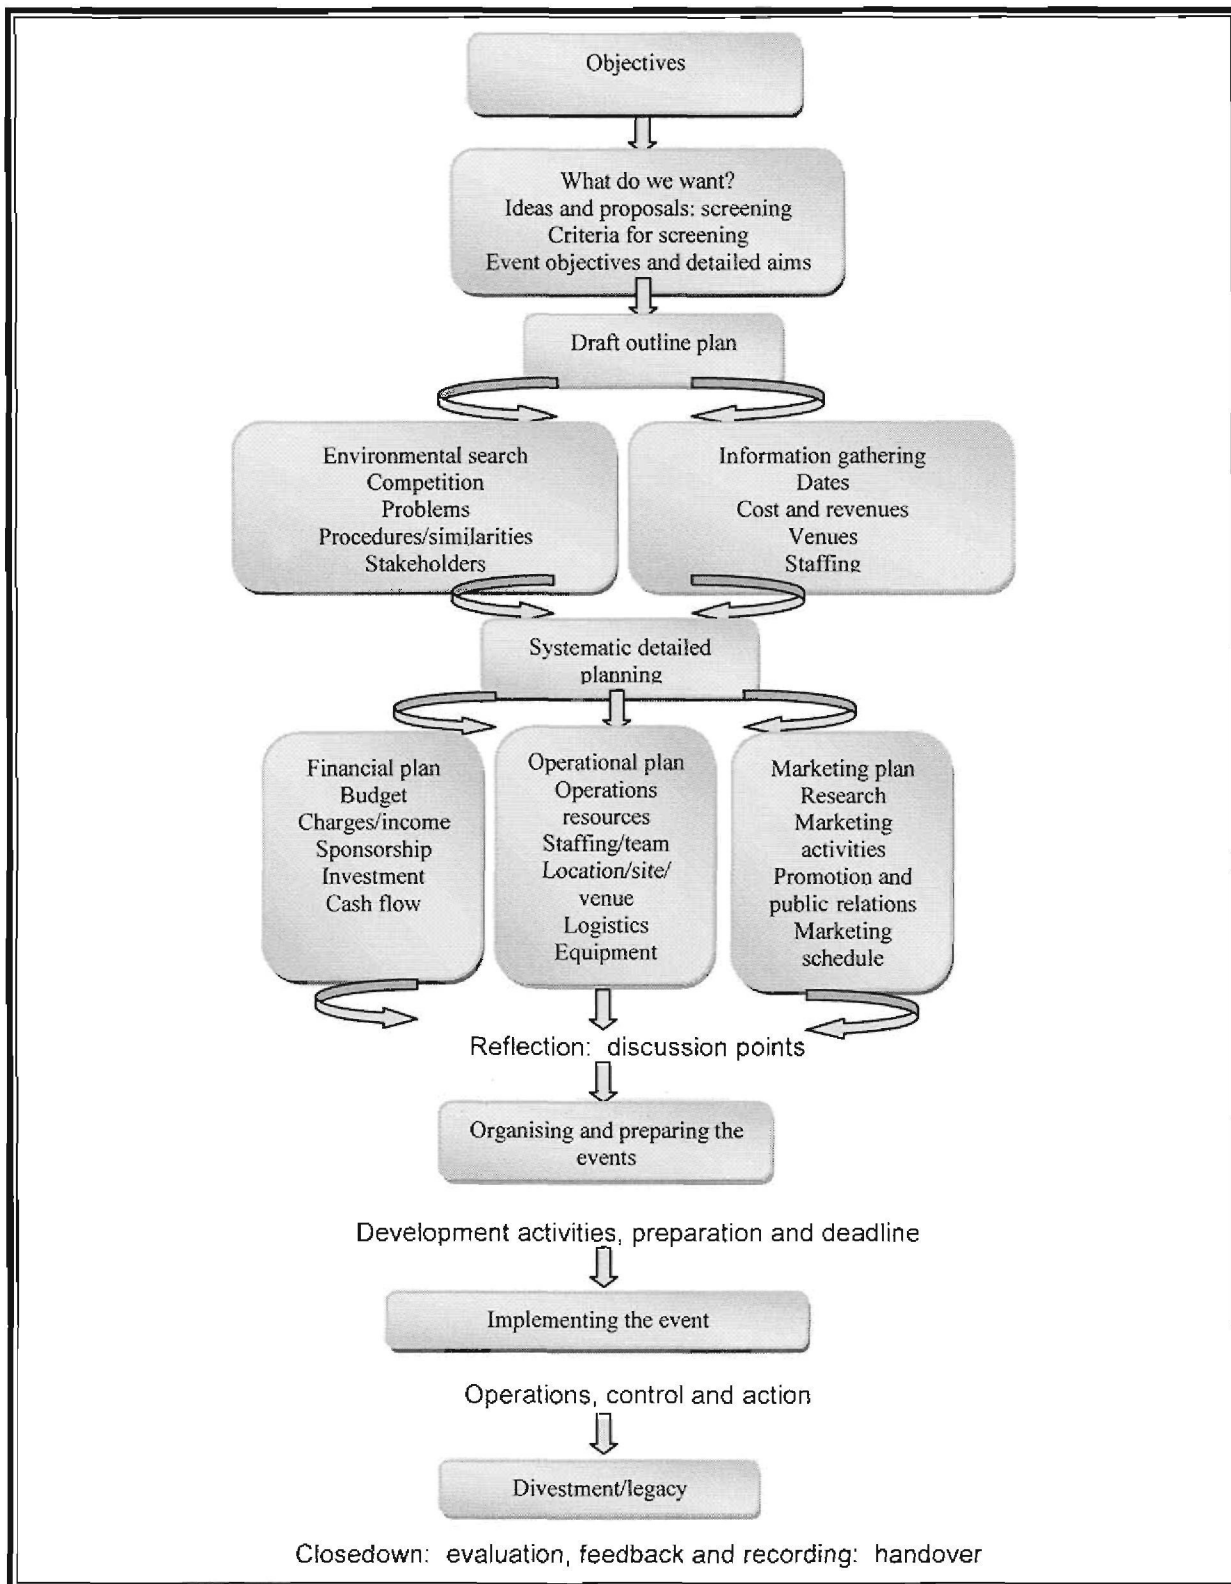 Objectives
What do we want?
Ideas and proposals: screening
Criteria for screening
Event objectives and detailed aims
Draft outline plan
Environmental search
Competition
Problems
Procedures/similarities
Stakeholders
Information gathering
Dates
Cost and revenues
Venues
Staffing
Systematic detailed
planning
Financial plan
Budget
Charges/income
Sponsorship
Investment
Cash flow
Operational plan
Operations
resources
Staffing/team
Location/site/
venue
Logistics
Equipment
Marketing plan
Research
Marketing
activities
Promotion and
public relations
Marketing
schedule
Reflection: discussion points
Organising and preparing the
events
Development activities, preparation and deadline
Implementing the event
Operations, control and action
Divestment/legacy
Closedown: evaluation, feedback and recording: handover